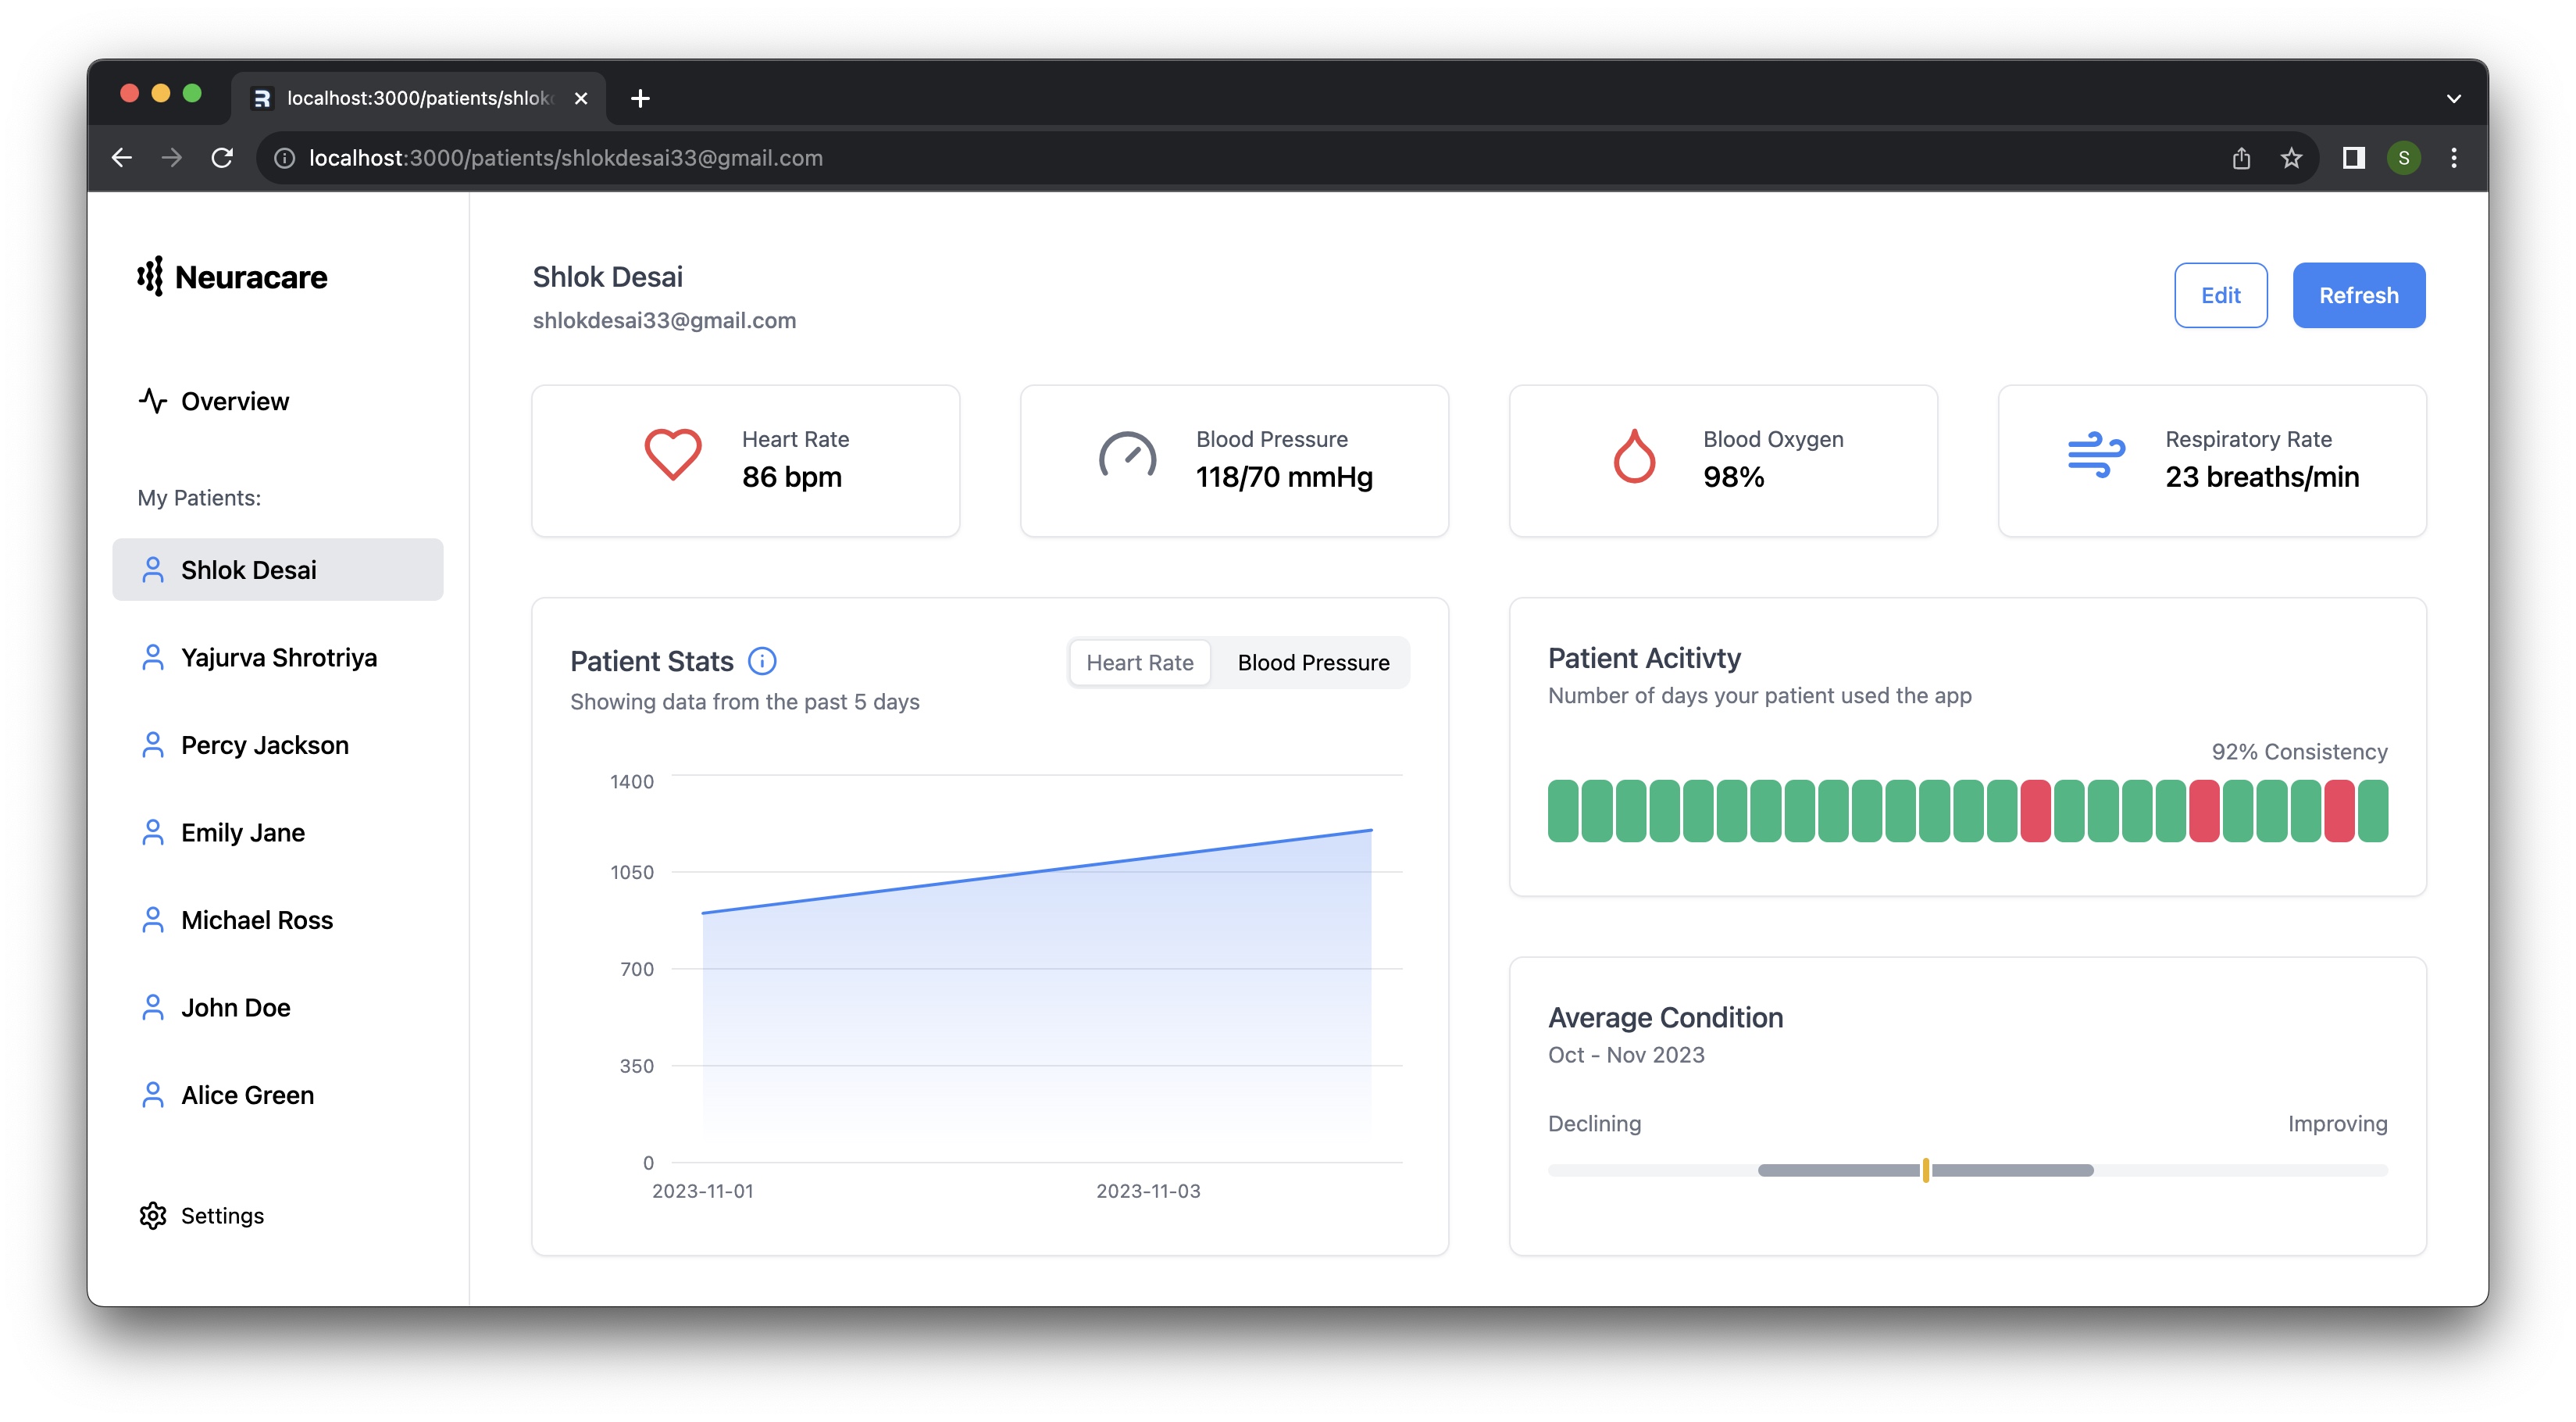 localhost:3000/patients/shlok
localhost:3000/patients/shlokdesai33@gmail.com
S
Neuracare
Overview
My Patients:
Shlok Desai
Yajurva Shrotriya
Percy Jackson
Emily Jane
Michael Ross
John Doe
Alice Green
Settings
Shlok Desai
shlokdesai33@gmail.com
Edit
Refresh
Heart Rate
86 bpm
Blood Pressure
118/70 mmHg
Blood Oxygen
98%
Respiratory Rate
23 breaths/min
Patient Stats
Showing data from the past 5 days
Heart Rate
Blood Pressure
1400
1050
700
350
0
2023-11-01
2023-11-03
Patient Acitivty
Number of days your patient used the app
92% Consistency
Average Condition
Oct - Nov 2023
Declining
Improving